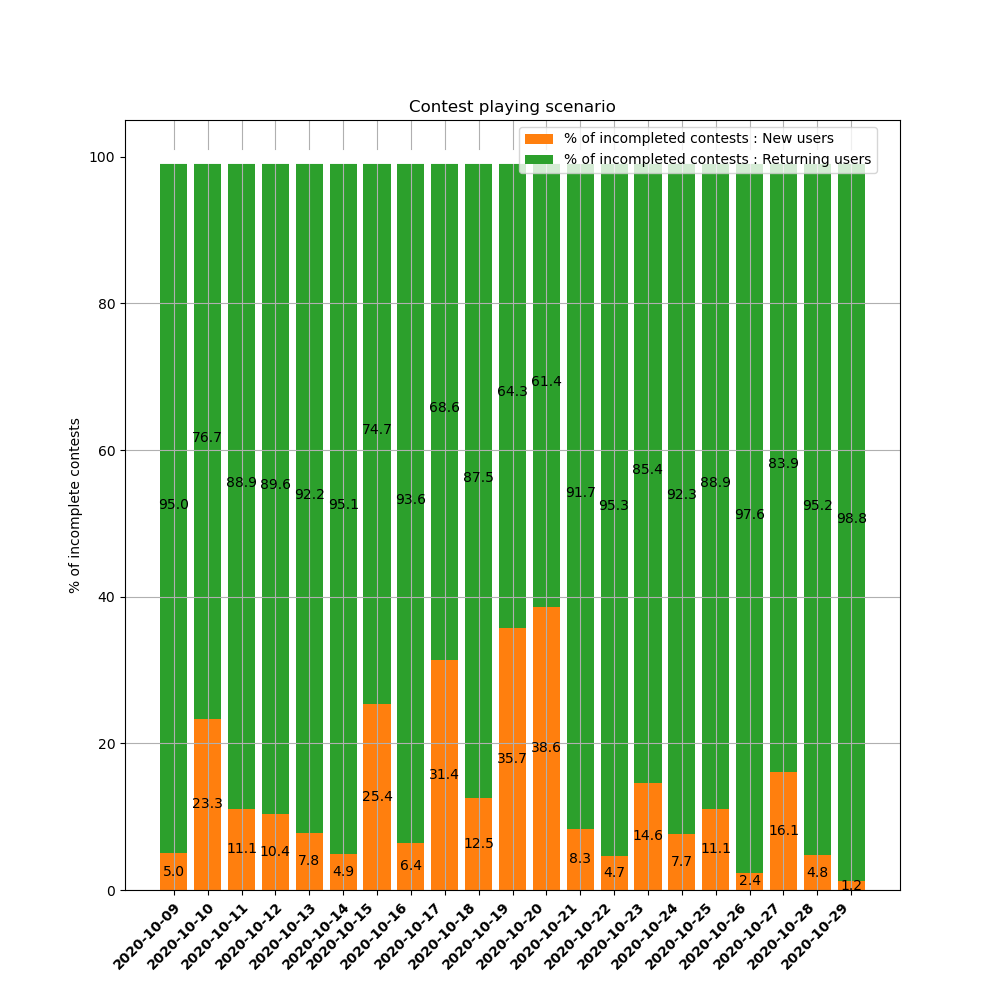 Contest playing scenario
% of incompleted contests : New users
% of incompleted contests : Returning users
% of incomplete contests
100
80
60
40
20
0
95.0 76.7 88.9 89.6 92.2 95.1 74.7 93.6 68.6 87.5 64.3 61.4 91.7 95.3 85.4 92.3 88.9 97.6 83.9 95.2 98.8
5.0 23.3 11.1 10.4 7.8 4.9 25.4 6.4 31.4 12.5 35.7 38.6 8.3 4.7 14.6 7.7 11.1 2.4 16.1 4.8 1.2
2020-10-09 2020-10-10 2020-10-11 2020-10-12 2020-10-13 2020-10-14 2020-10-15 2020-10-16 2020-10-17 2020-10-18 2020-10-19 2020-10-20 2020-10-21 2020-10-22 2020-10-23 2020-10-24 2020-10-25 2020-10-26 2020-10-27 2020-10-28 2020-10-29